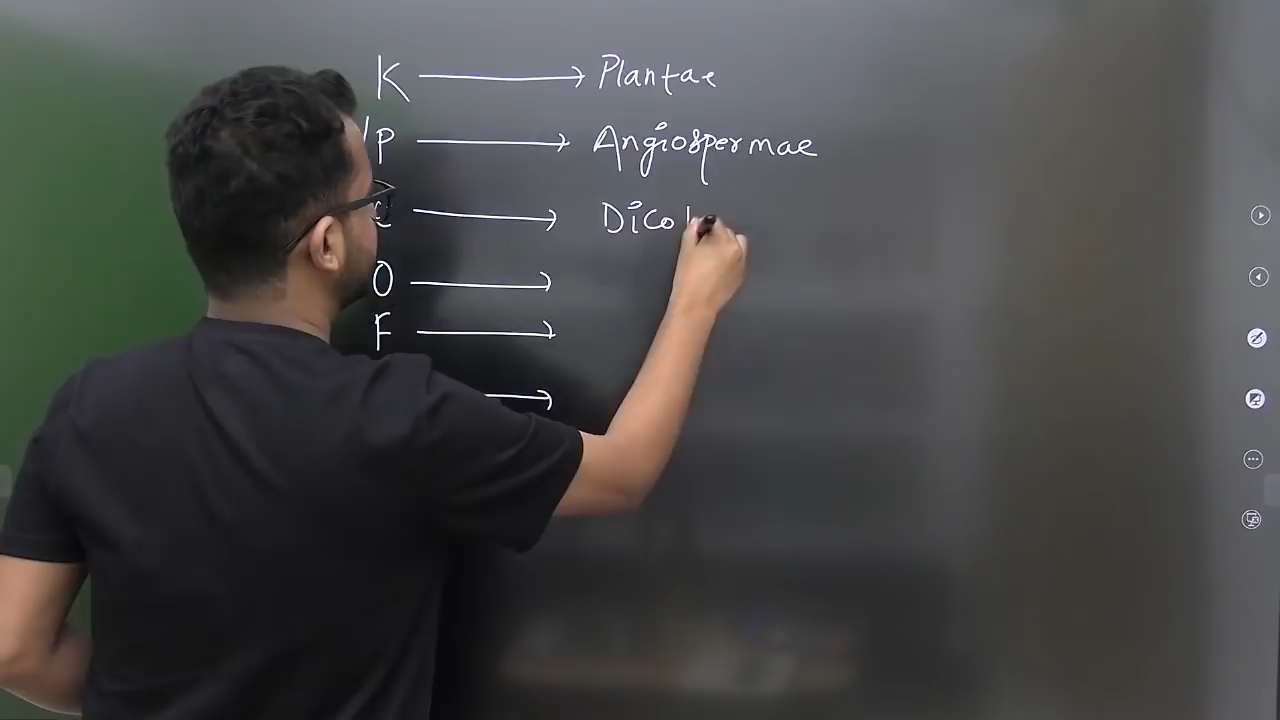 K → Plantae
P → Angiospermae
C → Dicot
O →
F →
→